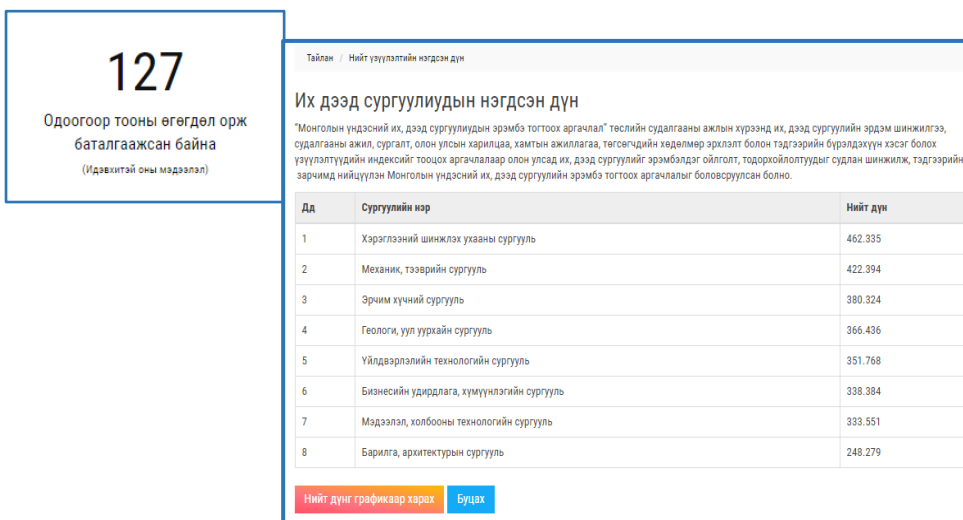 127
Одоогоор тооны өгөгдөл орж
баталгаажсан байна
(Идэвхитэй оны мэдээлэл)
Тайлан / Нийт үзүүлэлтийн нэгдсэн дүн
Их дээд сургуулиудын нэгдсэн дүн
"Монголын үндэсний их, дээд сургуулиудын эрэмбэ тогтоох аргачлал" төслийн судалгааны ажлын хүрээнд их, дээд сургуулийн эрдэм шинжилгээ,
судалгааны ажил, сургалт, олон улсын харилцаа, хамтын ажиллагаа, төгсөгчдийн хөдөлмөр эрхлэлт болон тэдгээрийн бүрэлдэхүүн хэсэг болох
үзүүлэлтүүдийн индексийг тооцох аргачлалаар олон улсад их, дээд сургуулийг эрэмбэлдэг ойлголт, тодорхойлолтуудыг судлан шинжилж, тэдгээрийн
зарчимд нийцүүлэн Монголын үндэсний их, дээд сургуулийн эрэмбэ тогтоох аргачлалыг боловсруулсан болно.
Дд Сургуулийн нэр Нийт дүн
1 Хэрэглээний шинжлэх ухааны сургууль 462.335
2 Механик, тээврийн сургууль 422.394
3 Эрчим хүчний сургууль 380.324
4 Геологи, уул уурхайн сургууль 366.436
5 Үйлдвэрлэлийн технологийн сургууль 351.768
6 Бизнесийн удирдлага, хүмүүнлэгийн сургууль 338.384
7 Мэдээлэл, холбооны технологийн сургууль 333.551
8 Барилга, архитектурын сургууль 248.279
Нийт дүнг графикаар харах Буцах